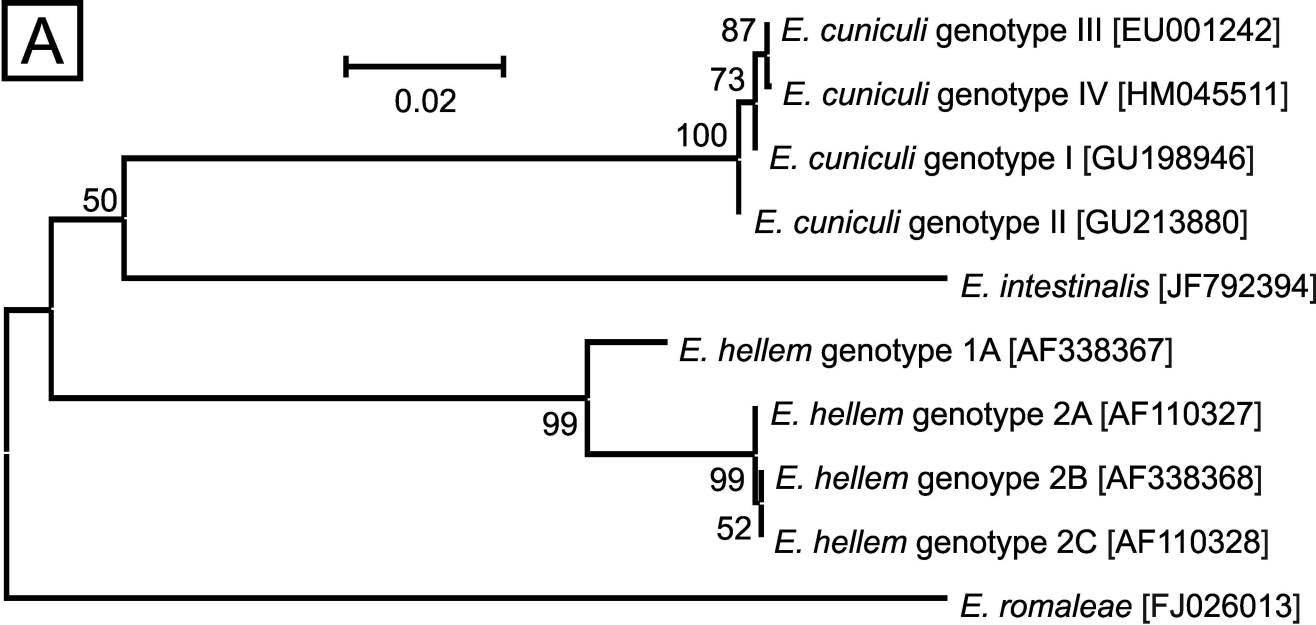 A
87 E. cuniculi genotype III [EU001242]
0.02
73
E. cuniculi genotype IV [HM045511]
100
E. cuniculi genotype I [GU198946]
50
E. cuniculi genotype II [GU213880]
E. intestinalis [JF792394]
E. hellem genotype 1A [AF338367]
99
E. hellem genotype 2A [AF110327]
99 E. hellem genoype 2B [AF338368]
52
E. hellem genotype 2C [AF110328]
E. romaleae [FJ026013]